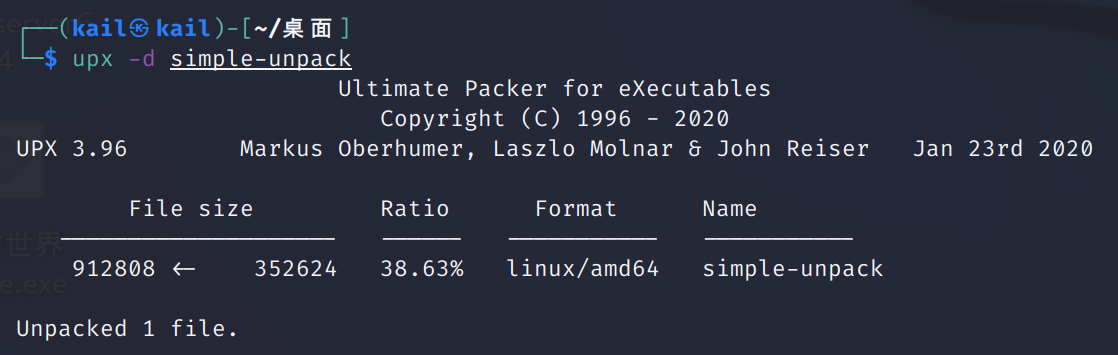 (kail㉿kail)-[~/桌面]
$ upx -d simple-unpack
Ultimate Packer for eXecutables
Copyright (C) 1996 - 2020
UPX 3.96 Markus Oberhumer, Laszlo Molnar & John Reiser Jan 23rd 2020
File size Ratio Format Name
912808 <- 352624 38.63% linux/amd64 simple-unpack
Unpacked 1 file.